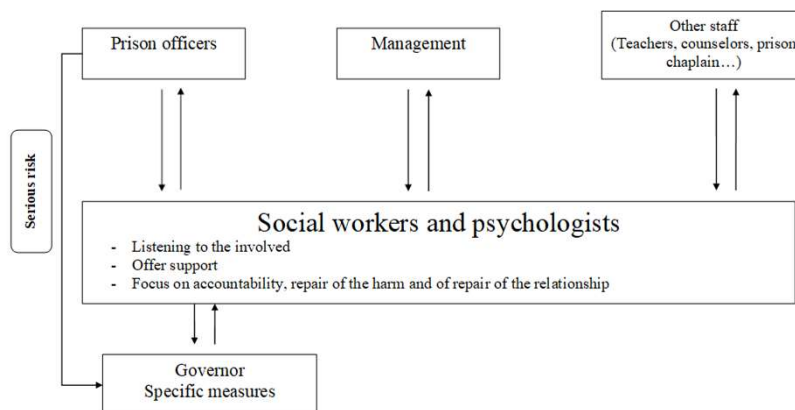 Prison officers
Management
Other staff
(Teachers, counselors, prison
chaplain…)
Serious risk
Social workers and psychologists
- Listening to the involved
- Offer support
- Focus on accountability, repair of the harm and of repair of the relationship
Governor
Specific measures